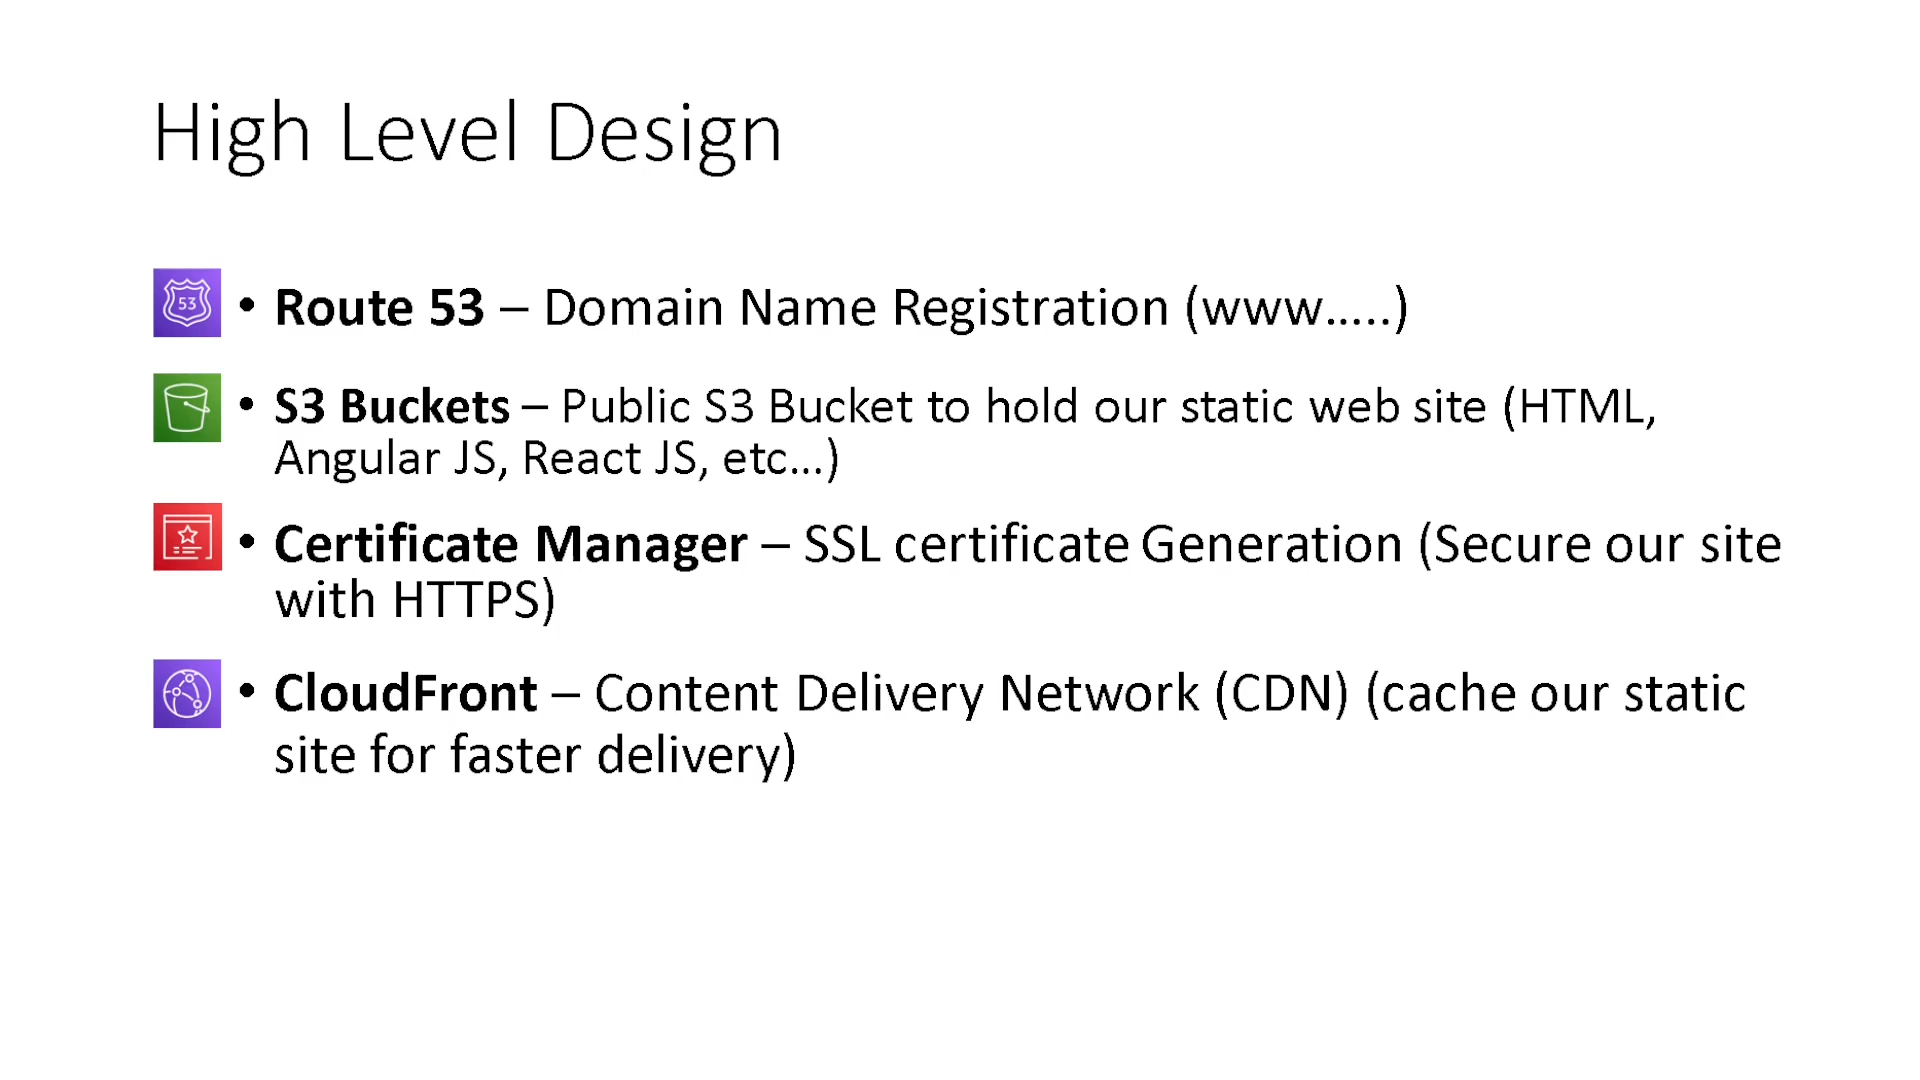 High Level Design
53
• Route 53 – Domain Name Registration (www…..)
• S3 Buckets – Public S3 Bucket to hold our static web site (HTML,
Angular JS, React JS, etc…)
• Certificate Manager – SSL certificate Generation (Secure our site
with HTTPS)
• CloudFront – Content Delivery Network (CDN) (cache our static
site for faster delivery)